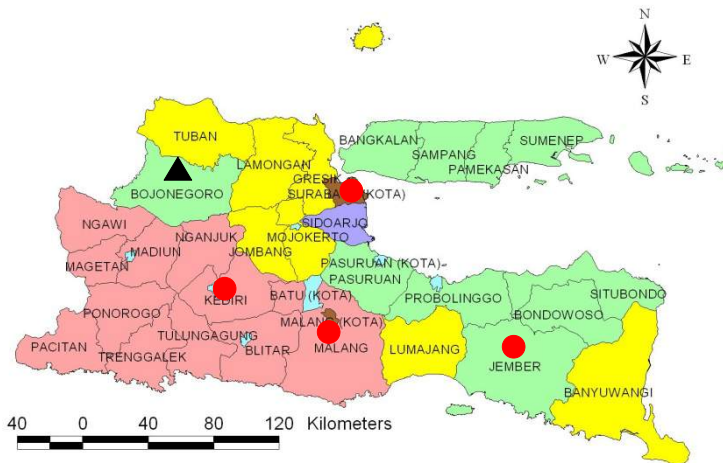 N
W E
S
TUBAN
LAMONGAN
BANGKALAN
SUMENEP
SAMPANG
PAMEKASAN
GRESIK
BOJONEGORO
SURABAYA (KOTA)
SIDOARJO
NGAWI
NGANJUK
MOJOKERTO
MADIUN
JOMBANG
MAGETAN
PASURUAN (KOTA)
PASURUAN
KEDIRI
BATU (KOTA)
PROBOLINGGO
SITUBONDO
BONDOWOSO
PONOROGO
MALANG (KOTA)
TULUNGAGUNG
PACITAN
TRENGGALEK
BLITAR
MALANG
LUMAJANG
JEMBER
BANYUWANGI
40 0 40 80 120 Kilometers